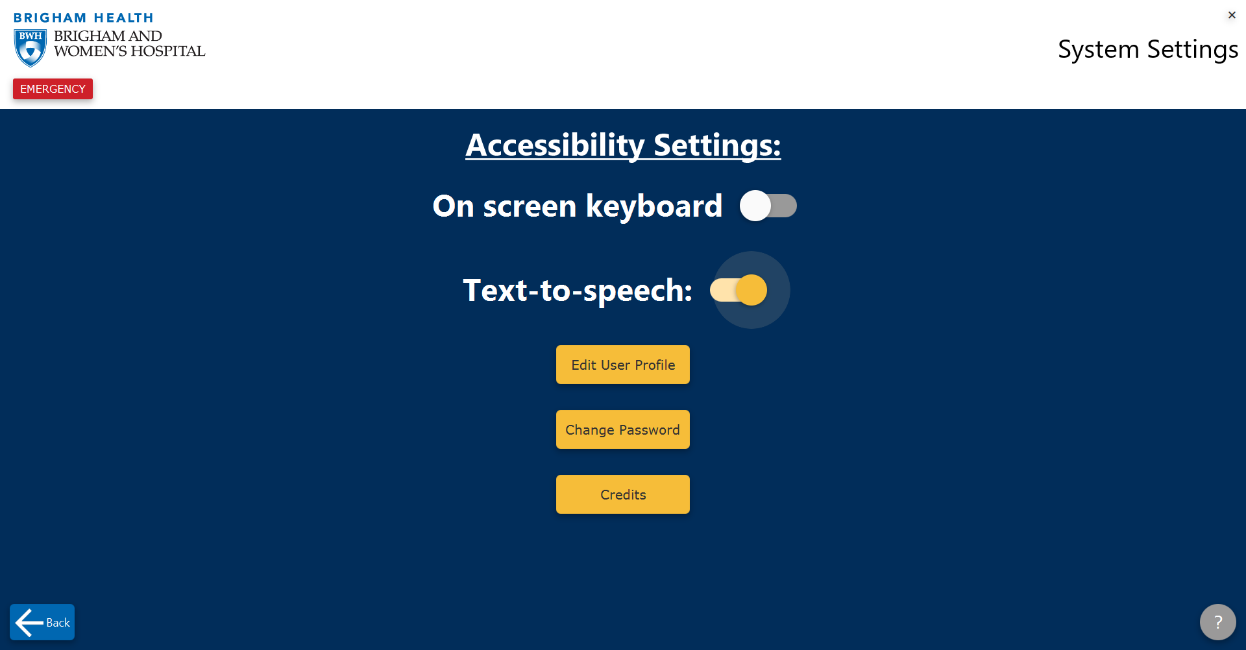 BRIGHAM HEALTH
BWH
BRIGHAM AND
WOMEN'S HOSPITAL
System Settings
EMERGENCY
Accessibility Settings:
On screen keyboard
Text-to-speech:
Edit User Profile
Change Password
Credits
Back
?